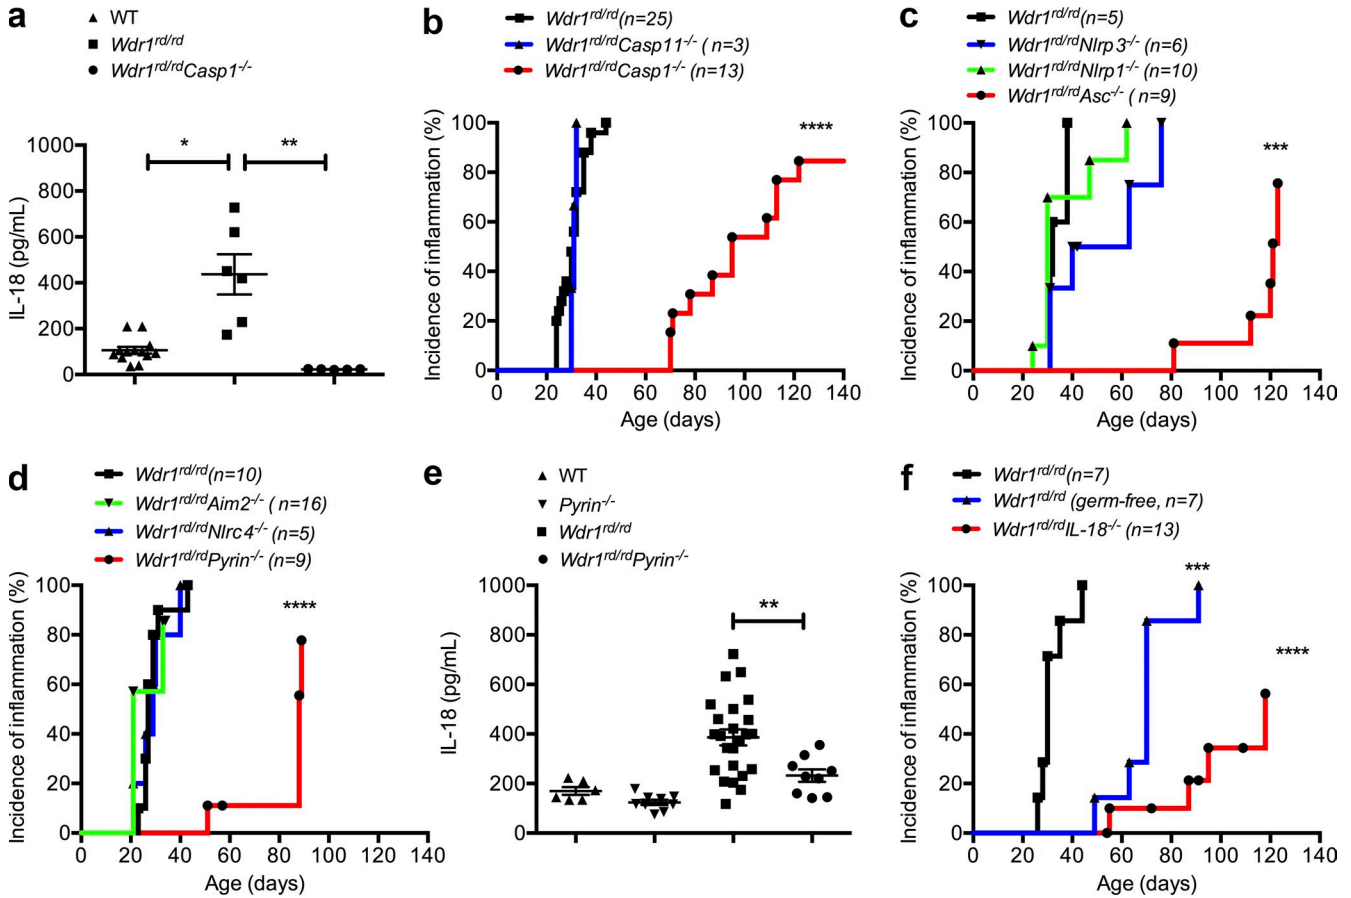 a
WT
Wdr1rd/rd
Wdr1rd/rdCasp1-/-
1000
800
600
400
200
0
IL-18 (pg/mL)
*
**
b
Wdr1rd/rd(n=25)
Wdr1rd/rdCasp11-/- ( n=3)
Wdr1rd/rdCasp1-/- (n=13)
Incidence of inflammation (%)
100
80
60
40
20
0
0 20 40 60 80 100 120 140
Age (days)
****
c
Wdr1rd/rd(n=5)
Wdr1rd/rdNlrp3-/- (n=6)
Wdr1rd/rdNlrp1-/- (n=10)
Wdr1rd/rdAsc-/- ( n=9)
Incidence of inflammation (%)
100
80
60
40
20
0
0 20 40 60 80 100 120 140
Age (days)
***
d
Wdr1rd/rd(n=10)
Wdr1rd/rdAim2-/- ( n=16)
Wdr1rd/rdNlrc4-/- (n=5)
Wdr1rd/rdPyrin-/- (n=9)
Incidence of inflammation (%)
100
80
60
40
20
0
0 20 40 60 80 100 120 140
Age (days)
****
e
WT
Pyrin-/-
Wdr1rd/rd
Wdr1rd/rdPyrin-/-
IL-18 (pg/mL)
1000
800
600
400
200
0
**
f
Wdr1rd/rd(n=7)
Wdr1rd/rd (germ-free, n=7)
Wdr1rd/rdIL-18-/- (n=13)
Incidence of inflammation (%)
100
80
60
40
20
0
0 20 40 60 80 100 120 140
Age (days)
***
****